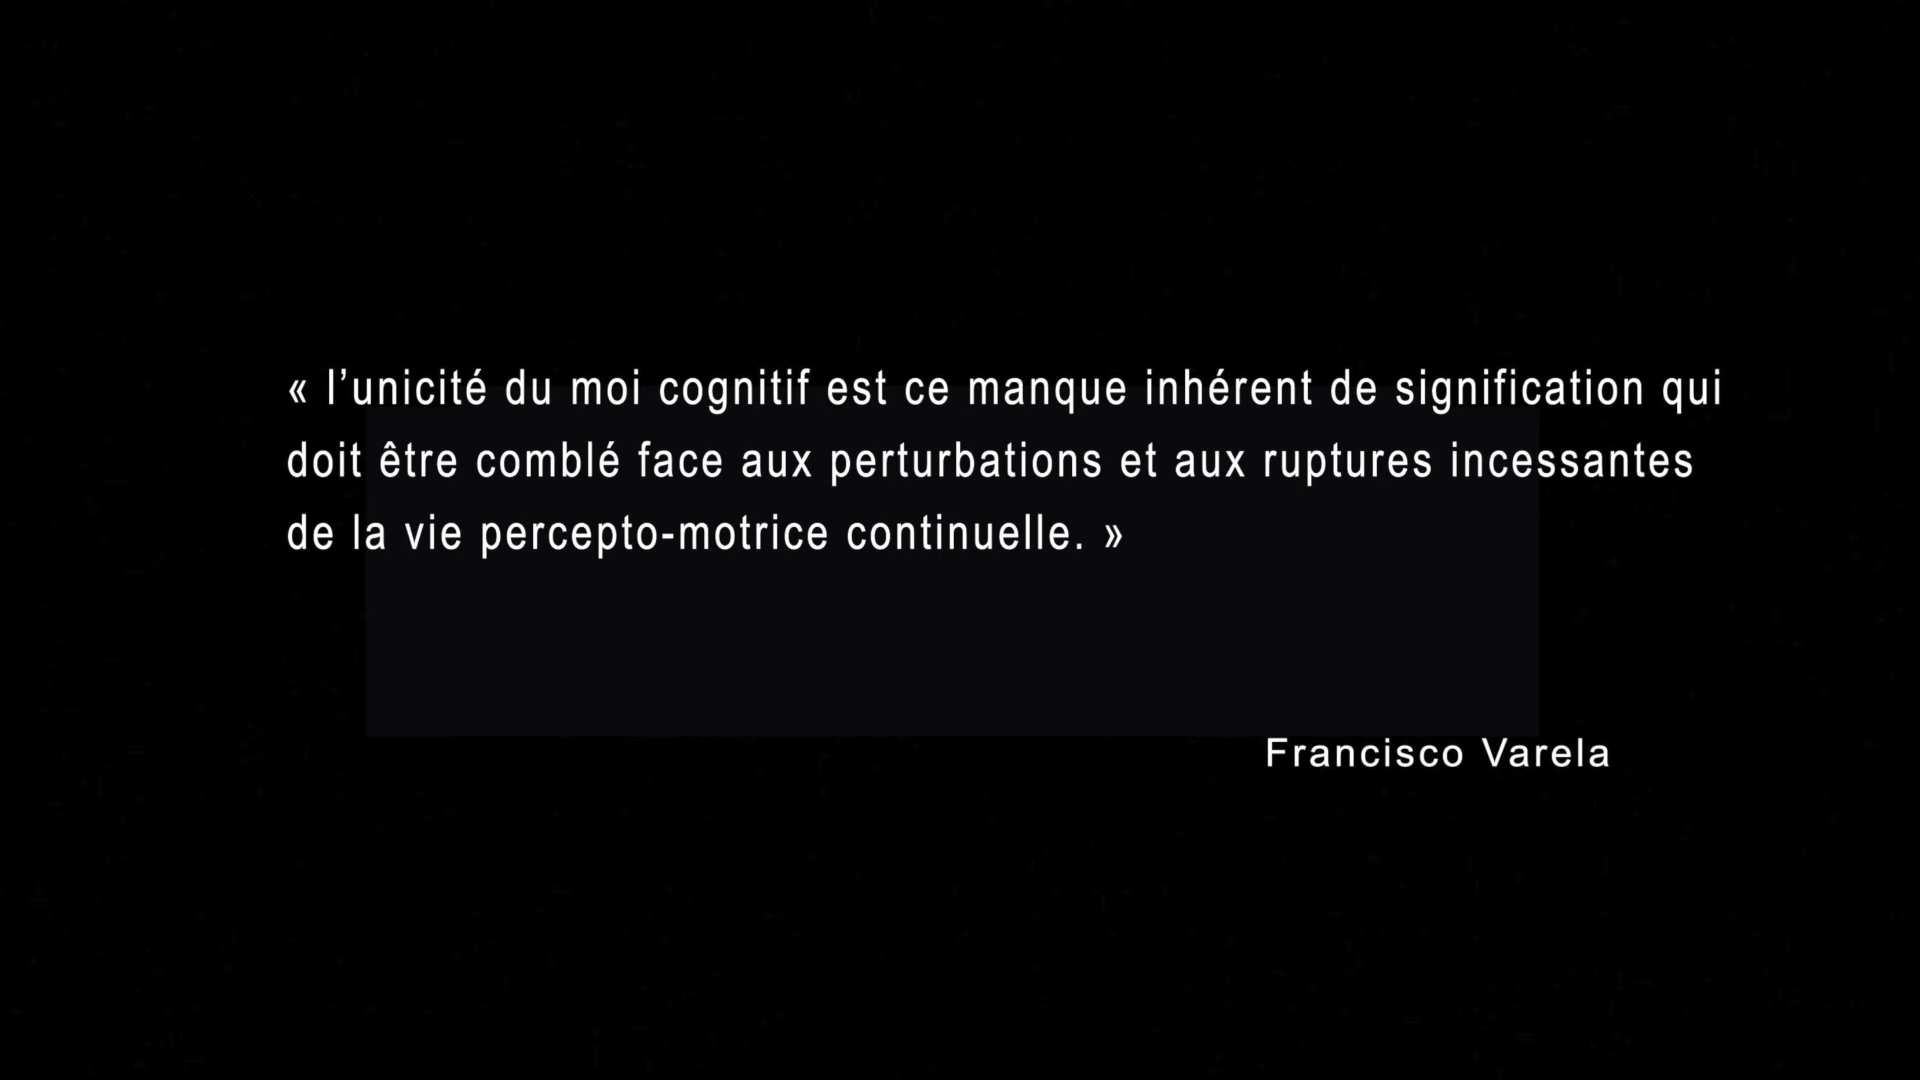 « l’unicité du moi cognitif est ce manque inhérent de signification qui
doit être comblé face aux perturbations et aux ruptures incessantes
de la vie percepto-motrice continuelle. »
Francisco Varela